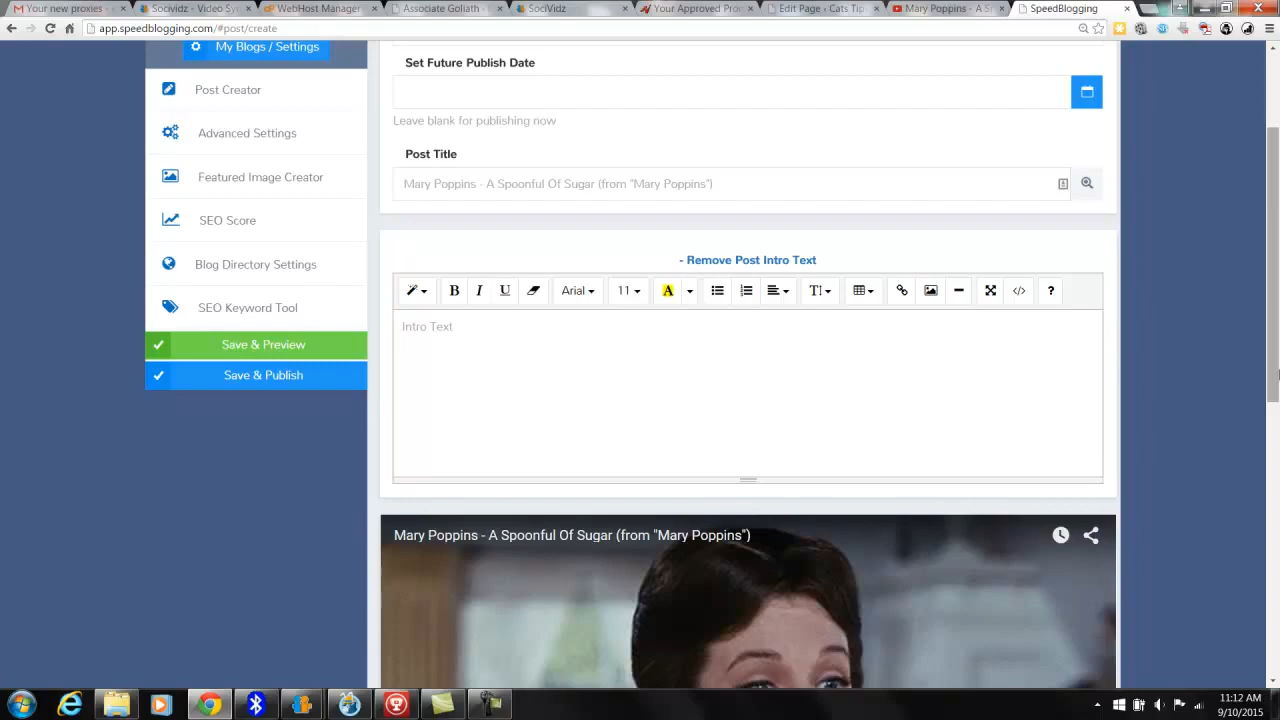 Your new proxies -
Socividz - Video Syn
WebHost Manager
Associate Goliath -
SociVidz
Your Approved Pron
Edit Page ‹ Cats Tip
Mary Poppins - A S
SpeedBlogging
app.speedblogging.com/#post/create
My Blogs / Settings
Post Creator
Advanced Settings
Featured Image Creator
SEO Score
Blog Directory Settings
SEO Keyword Tool
Save & Preview
Save & Publish
Set Future Publish Date
Leave blank for publishing now
Post Title
Mary Poppins - A Spoonful Of Sugar (from "Mary Poppins")
- Remove Post Intro Text
B I U Arial 11 A T </> ?
Intro Text
Mary Poppins - A Spoonful Of Sugar (from "Mary Poppins")
11:12 AM
9/10/2015